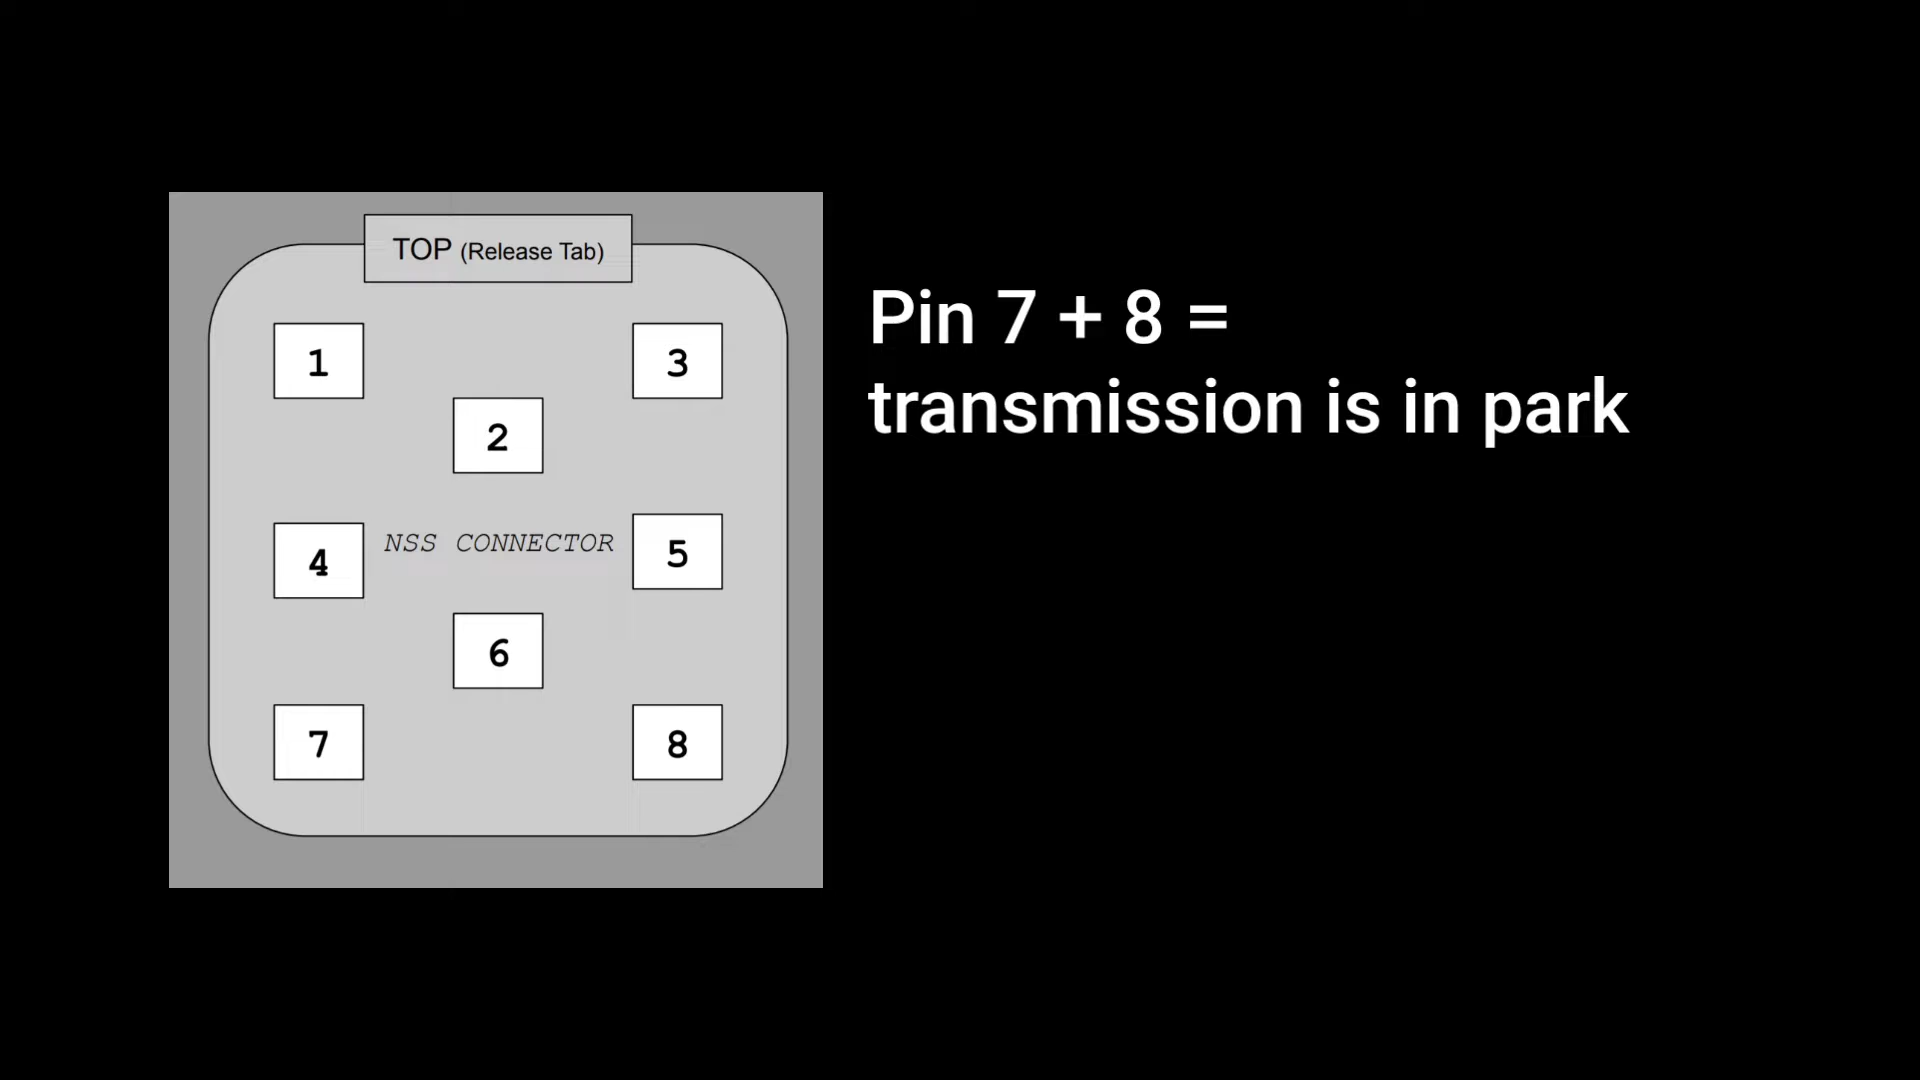 TOP (Release Tab)
1
3
2
4
NSS CONNECTOR
5
6
7
8
Pin 7 + 8 =
transmission is in park